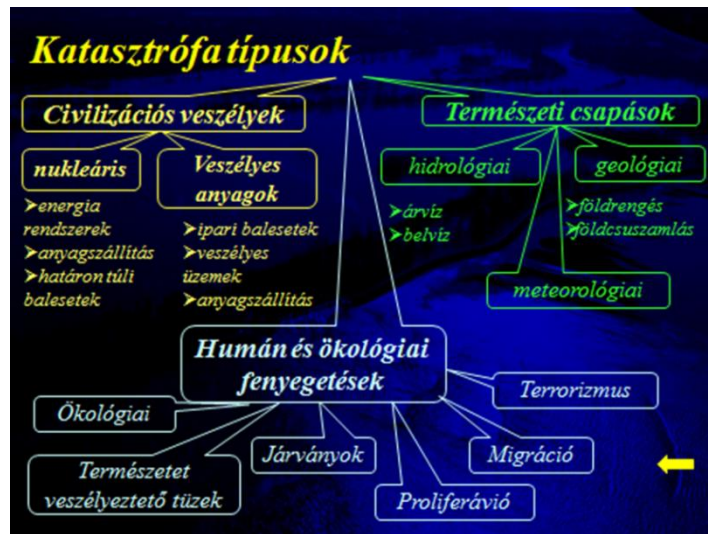 Katasztrófa típusok
Civilizációs veszélyek
Természeti csapások
nukleáris
Veszélyes
anyagok
hidrológiai
geológiai
➢energia
rendszerek
➢anyagszállítás
➢határon túli
balesetek
➢ipari balesetek
➢veszélyes
üzemek
➢anyagszállítás
➢árvíz
➢belvíz
➢földrengés
➢földcsuszamlás
meteorológiai
Humán és ökológiai
fenyegetések
Terrorizmus
Ökológiai
Járványok
Migráció
Természetet
veszélyeztető tüzek
Proliferávió